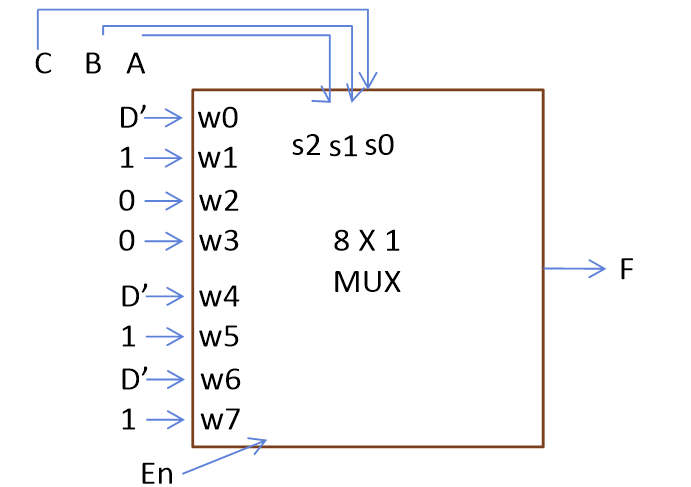 C B A
D’ w0
s2 s1 s0
1 w1
0 w2
0 w3
8 X 1
MUX
F
D’ w4
1 w5
D’ w6
1 w7
En